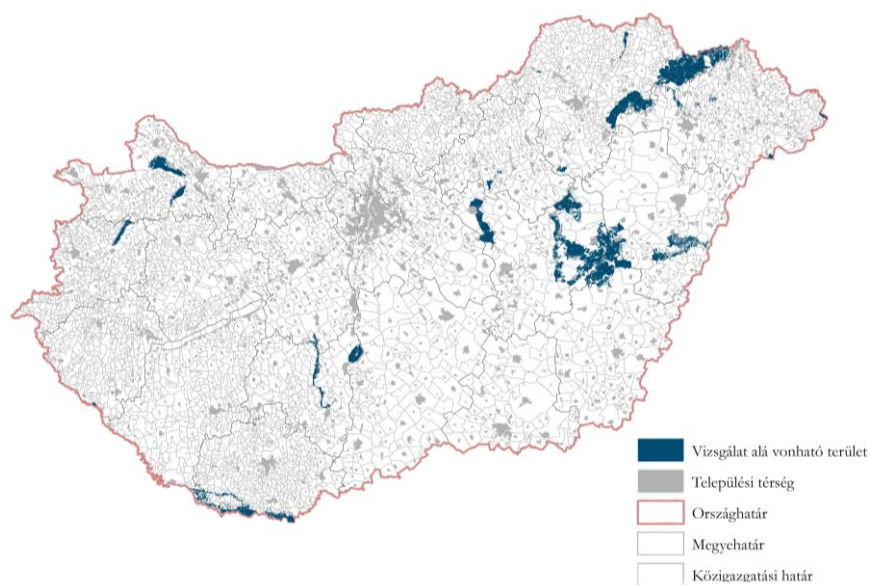 Vizsgálat alá vonható terület
Települési térség
Országhatár
Megyehatár
Közigazgatási határ